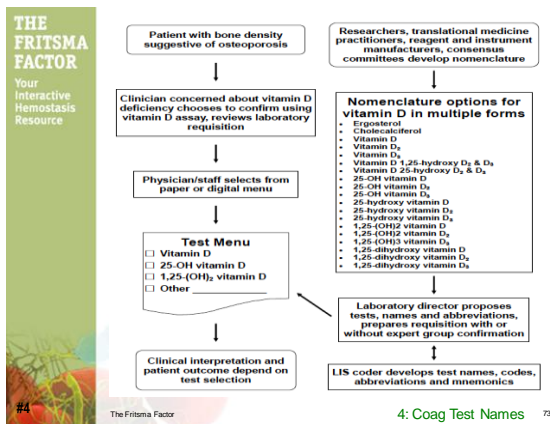 THE
FRITSMA
FACTOR
Your
Interactive
Hemostasis
Resource
Patient with bone density
suggestive of osteoporosis
Clinician concerned about vitamin D
deficiency chooses to confirm using
vitamin D assay, reviews laboratory
requisition
Physician/staff selects from
paper or digital menu
Test Menu
☐ Vitamin D
☐ 25-OH vitamin D
☐ 1,25-(OH)₂ vitamin D
☐ Other ____________
Clinical interpretation and
patient outcome depend on
test selection
Researchers, translational medicine
practitioners, reagent and instrument
manufacturers, consensus
committees develop nomenclature
Nomenclature options for
vitamin D in multiple forms
• Ergosterol
• Cholecalciferol
• Vitamin D
• Vitamin D₂
• Vitamin D₃
• Vitamin D 1,25-hydroxy D₂ & D₃
• Vitamin D 25-hydroxy D₂ & D₃
• 25-OH vitamin D
• 25-OH vitamin D₂
• 25-OH vitamin D₃
• 25-hydroxy vitamin D
• 25-hydroxy vitamin D₂
• 25-hydroxy vitamin D₃
• 1,25-(OH)2 vitamin D
• 1,25-(OH)2 vitamin D₂
• 1,25-(OH)3 vitamin D₃
• 1,25-dihydroxy vitamin D
• 1,25-dihydroxy vitamin D₂
• 1,25-dihydroxy vitamin D₃
Laboratory director proposes
tests, names and abbreviations,
prepares requisition with or
without expert group confirmation
LIS coder develops test names, codes,
abbreviations and mnemonics
#4
The Fritsma Factor
4: Coag Test Names
73